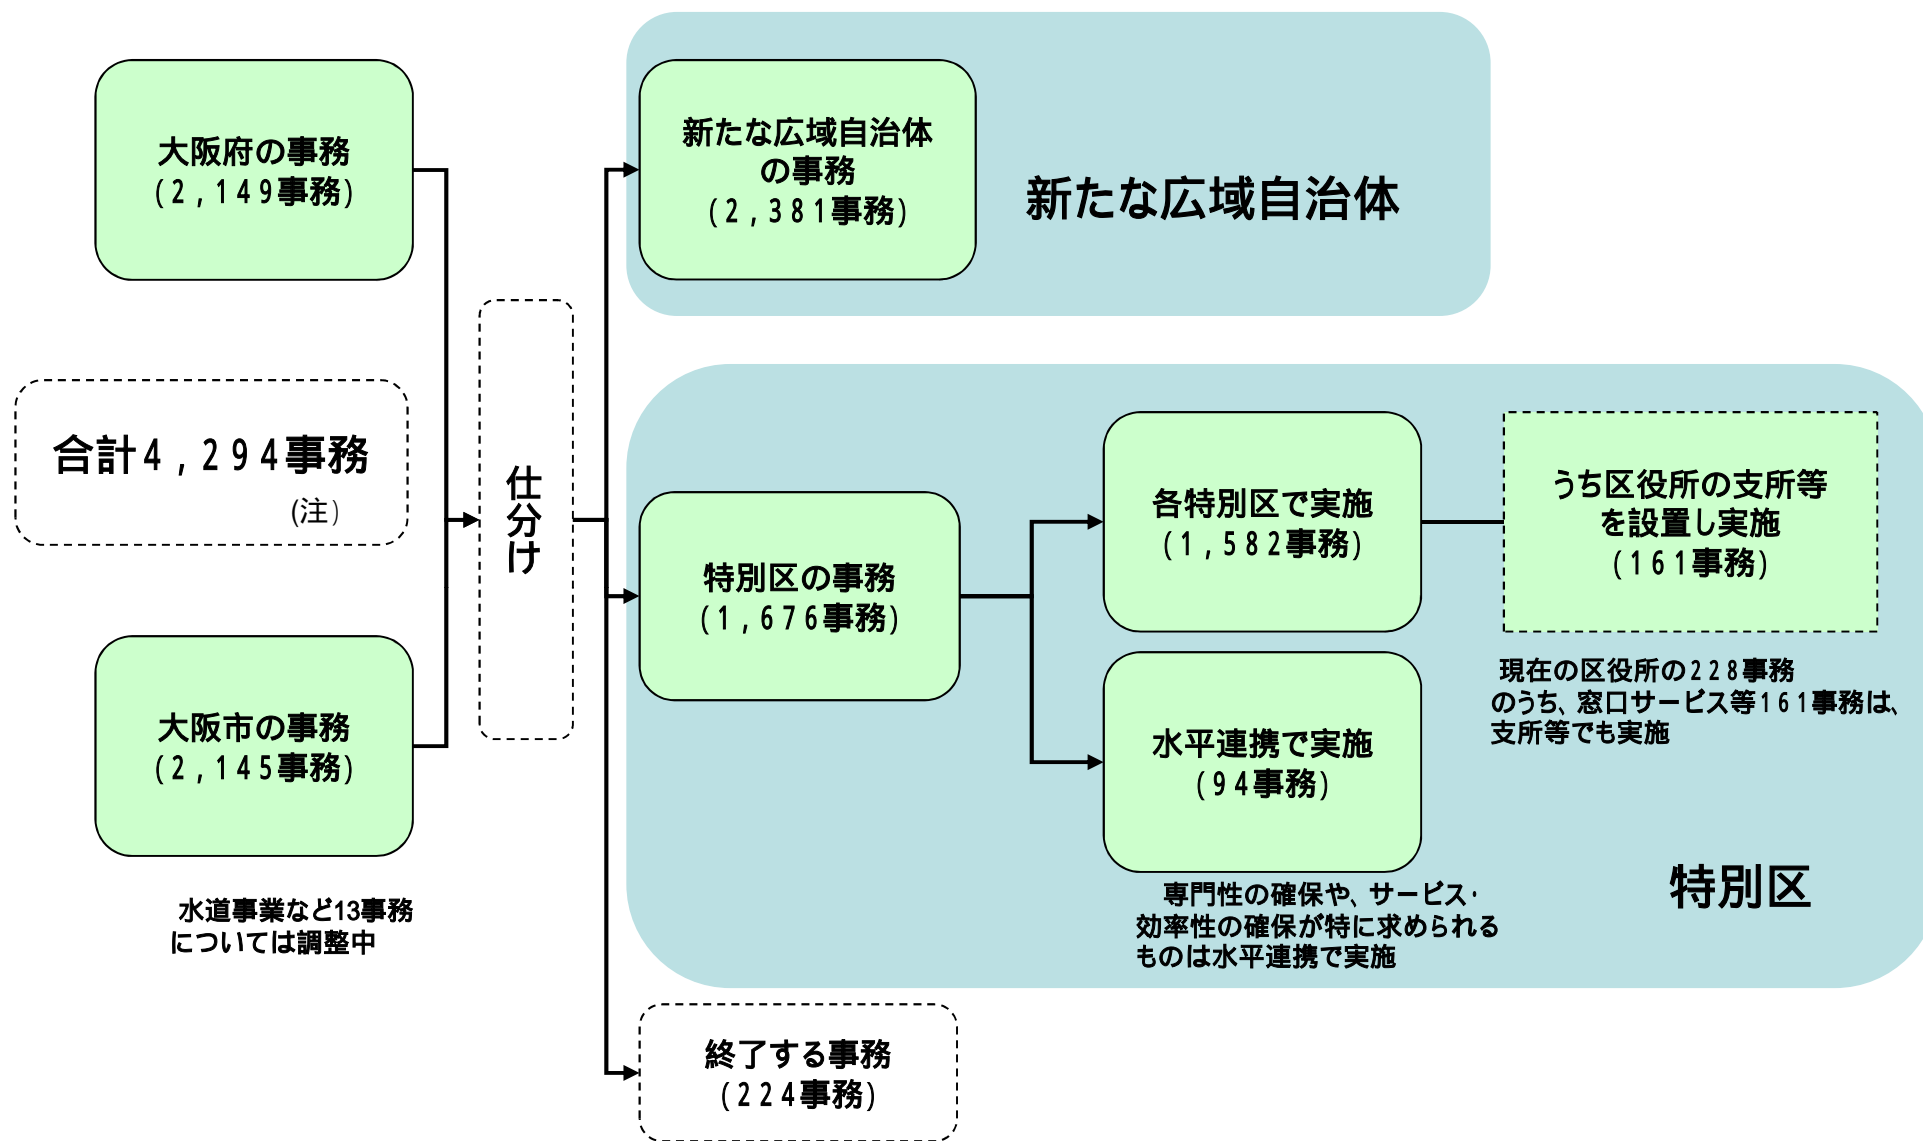 大阪府の事務
(２,１４９事務)
合計４,２９４事務
(注)
大阪市の事務
(２,１４５事務)
水道事業など13事務
については調整中
仕分け
新たな広域自治体
の事務
(２,３８１事務)
新たな広域自治体
特別区の事務
(１,６７６事務)
各特別区で実施
(１,５８２事務)
うち区役所の支所等
を設置し実施
(１６１事務)
現在の区役所の２２８事務
のうち、窓口サービス等１６１事務は、
支所等でも実施
水平連携で実施
(９４事務)
専門性の確保や、サービス・
効率性の確保が特に求められる
ものは水平連携で実施
特別区
終了する事務
(２２４事務)